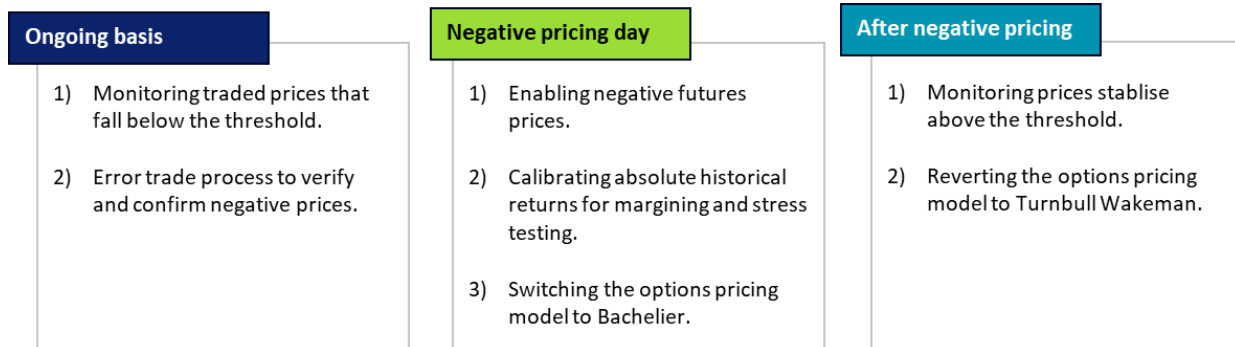 Ongoing basis
1) Monitoring traded prices that
fall below the threshold.
2) Error trade process to verify
and confirm negative prices.
Negative pricing day
1) Enabling negative futures
prices.
2) Calibrating absolute historical
returns for margining and stress
testing.
3) Switching the options pricing
model to Bachelier.
After negative pricing
1) Monitoring prices stablise
above the threshold.
2) Reverting the options pricing
model to Turnbull Wakeman.